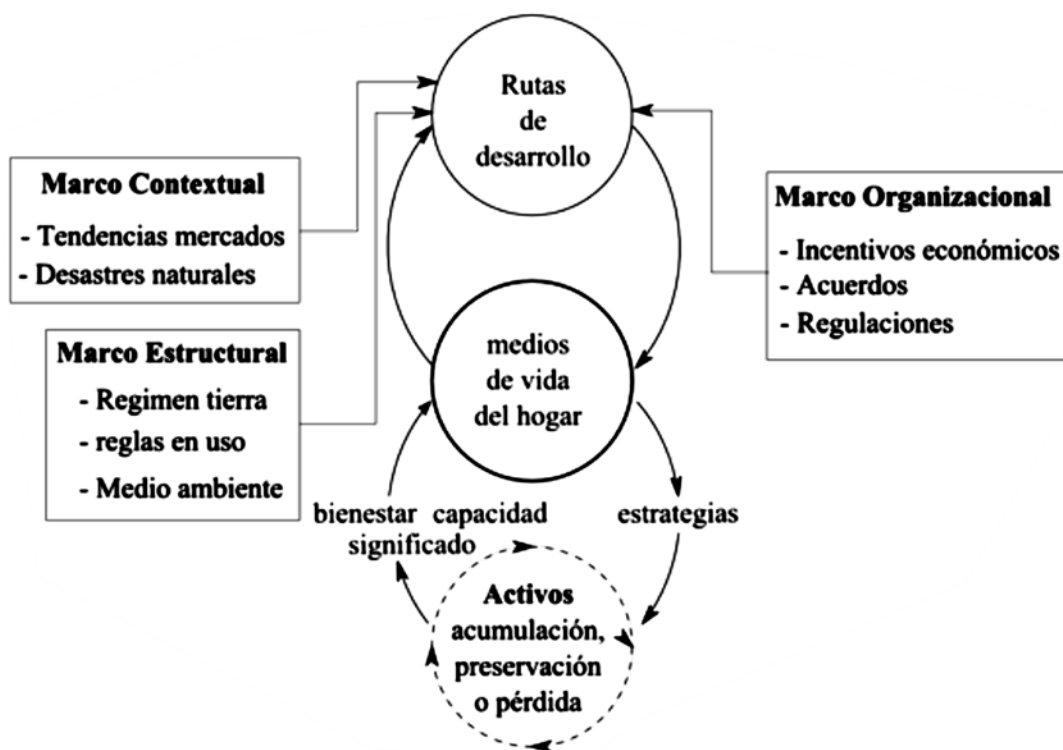 Rutas
de
desarrollo
Marco Contextual
- Tendencias mercados
- Desastres naturales
Marco Organizacional
- Incentivos económicos
- Acuerdos
- Regulaciones
Marco Estructural
- Regimen tierra
- reglas en uso
- Medio ambiente
medios
de vida
del hogar
bienestar capacidad
significado
estrategias
Activos
acumulación,
preservación
o pérdida